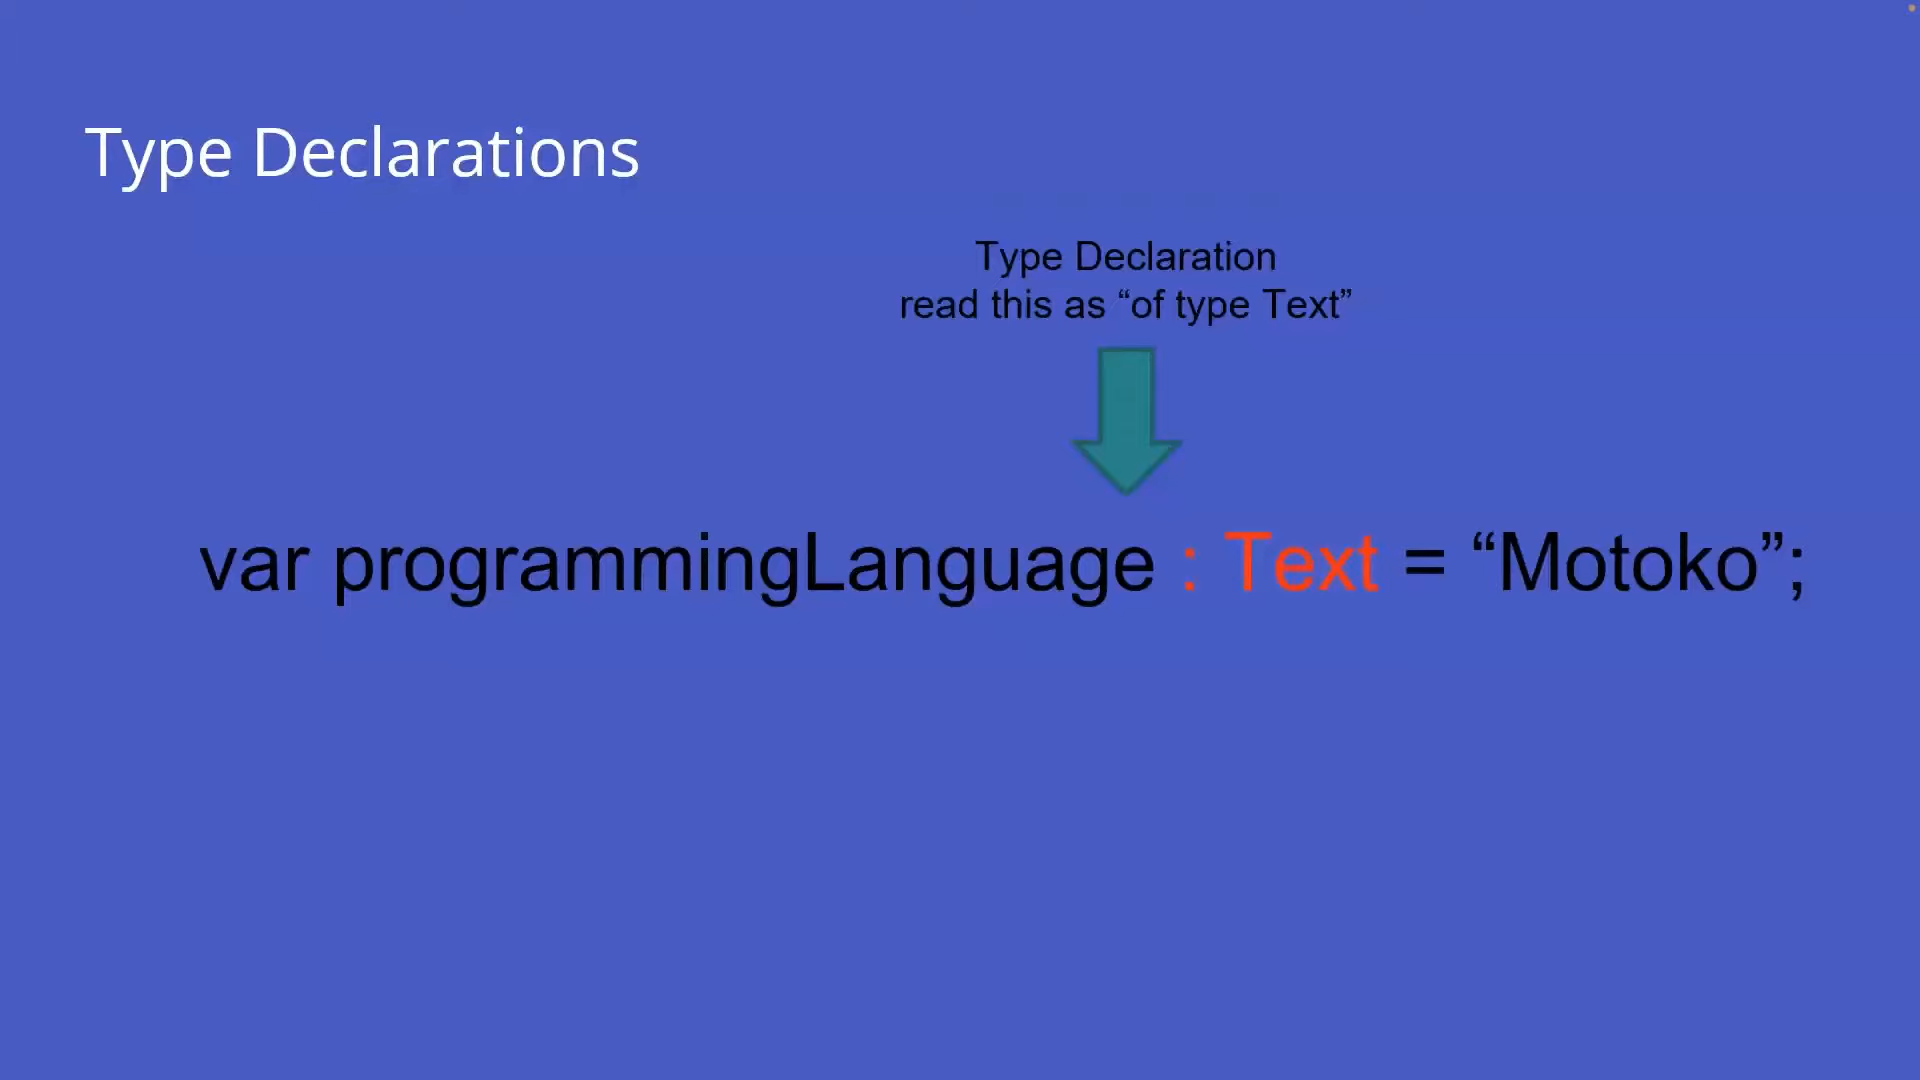 Type Declarations
Type Declaration
read this as “of type Text”
var programmingLanguage : Text = “Motoko”;